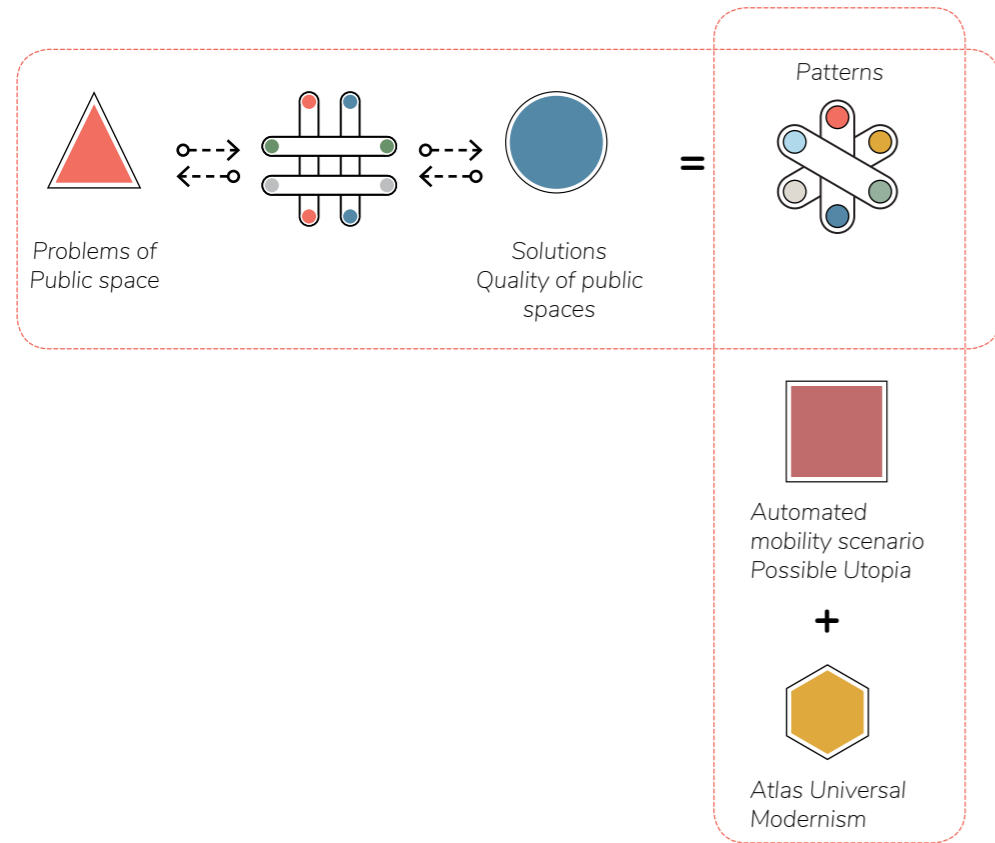 Patterns
Problems of
Public space
Solutions
Quality of public
spaces
=
Automated
mobility scenario
Possible Utopia
+
Atlas Universal
Modernism